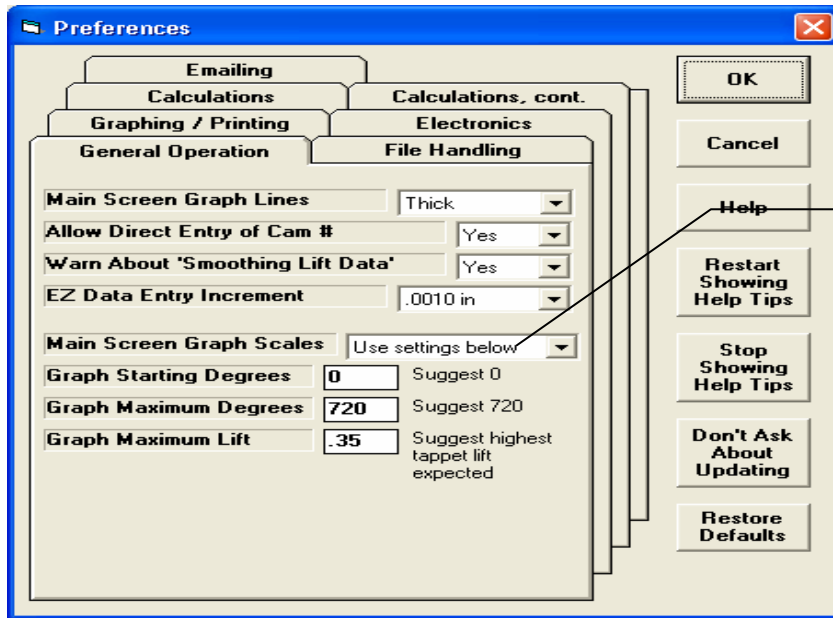 Preferences
Emailing
Calculations
Calculations, cont.
Graphing / Printing
Electronics
General Operation
File Handling
Main Screen Graph Lines
Thick
Allow Direct Entry of Cam #
Yes
Warn About 'Smoothing Lift Data'
Yes
EZ Data Entry Increment
.0010 in
Main Screen Graph Scales
Use settings below
Graph Starting Degrees
0
Suggest 0
Graph Maximum Degrees
720
Suggest 720
Graph Maximum Lift
.35
Suggest highest
tappet lift
expected
OK
Cancel
Help
Restart
Showing
Help Tips
Stop
Showing
Help Tips
Don't Ask
About
Updating
Restore
Defaults